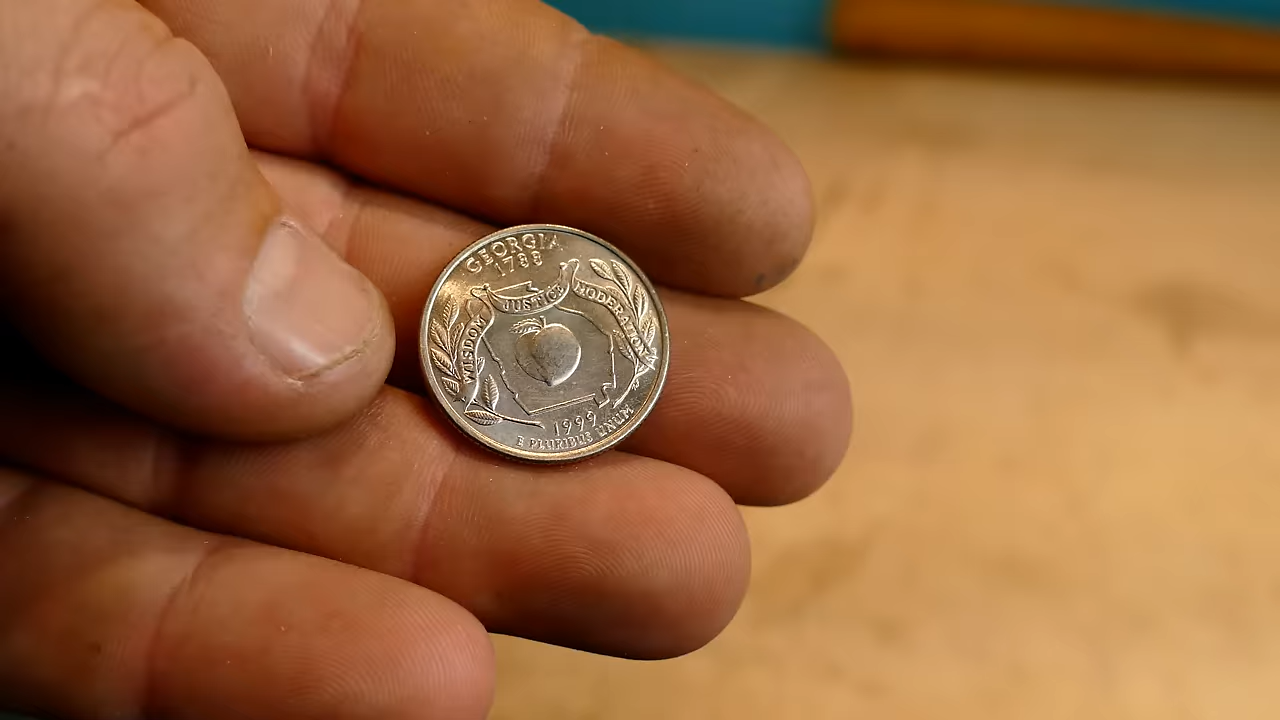 GEORGIA
1788
WISDOM
JUSTICE
MODERATION
1999
E PLURIBUS UNUM